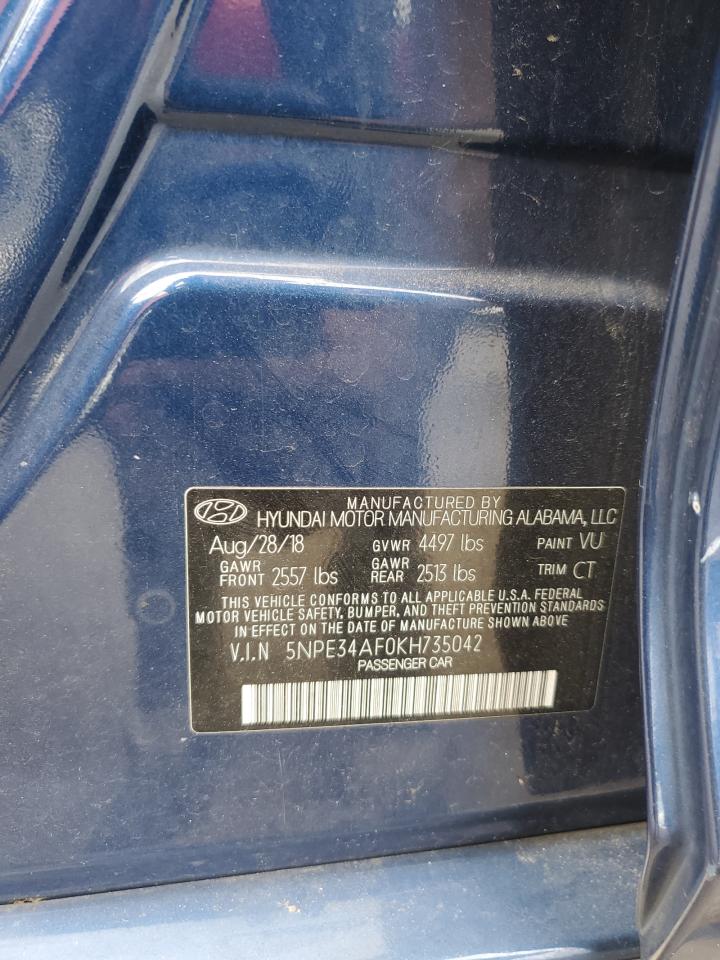 MANUFACTURED BY
HYUNDAI MOTOR MANUFACTURING ALABAMA, LLC
Aug/28/18 GVWR 4497 lbs PAINT VU
GAWR FRONT 2557 lbs GAWR REAR 2513 lbs TRIM CT
THIS VEHICLE CONFORMS TO ALL APPLICABLE U.S.A. FEDERAL
MOTOR VEHICLE SAFETY, BUMPER, AND THEFT PREVENTION STANDARDS
IN EFFECT ON THE DATE OF MANUFACTURE SHOWN ABOVE
V.I.N 5NPE34AF0KH735042
PASSENGER CAR